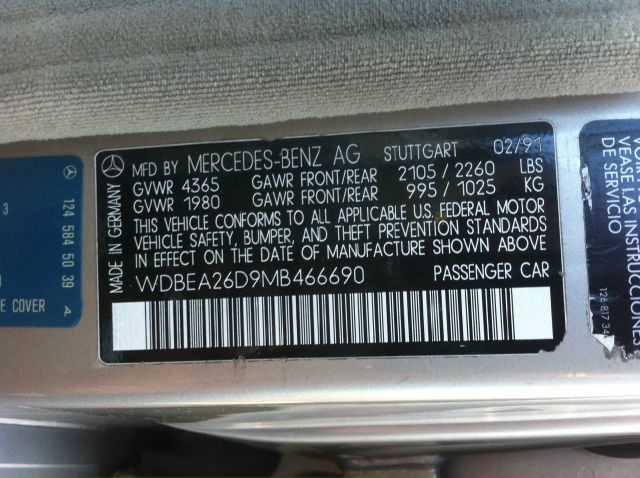 MFD BY MERCEDES-BENZ AG STUTTGART 02/91
GVWR 4365 GAWR FRONT/REAR 2105 / 2260 LBS
GVWR 1980 GAWR FRONT/REAR 995 / 1025 KG
THIS VEHICLE CONFORMS TO ALL APPLICABLE U.S. FEDERAL MOTOR
VEHICLE SAFETY, BUMPER, AND THEFT PREVENTION STANDARDS
IN EFFECT ON THE DATE OF MANUFACTURE SHOWN ABOVE
WDBEA26D9MB466690 PASSENGER CAR
MADE IN GERMANY
3
124 584 50 39 A
E COVER
VEASE LAS INSTRUCCIONES
DE SERVICIO